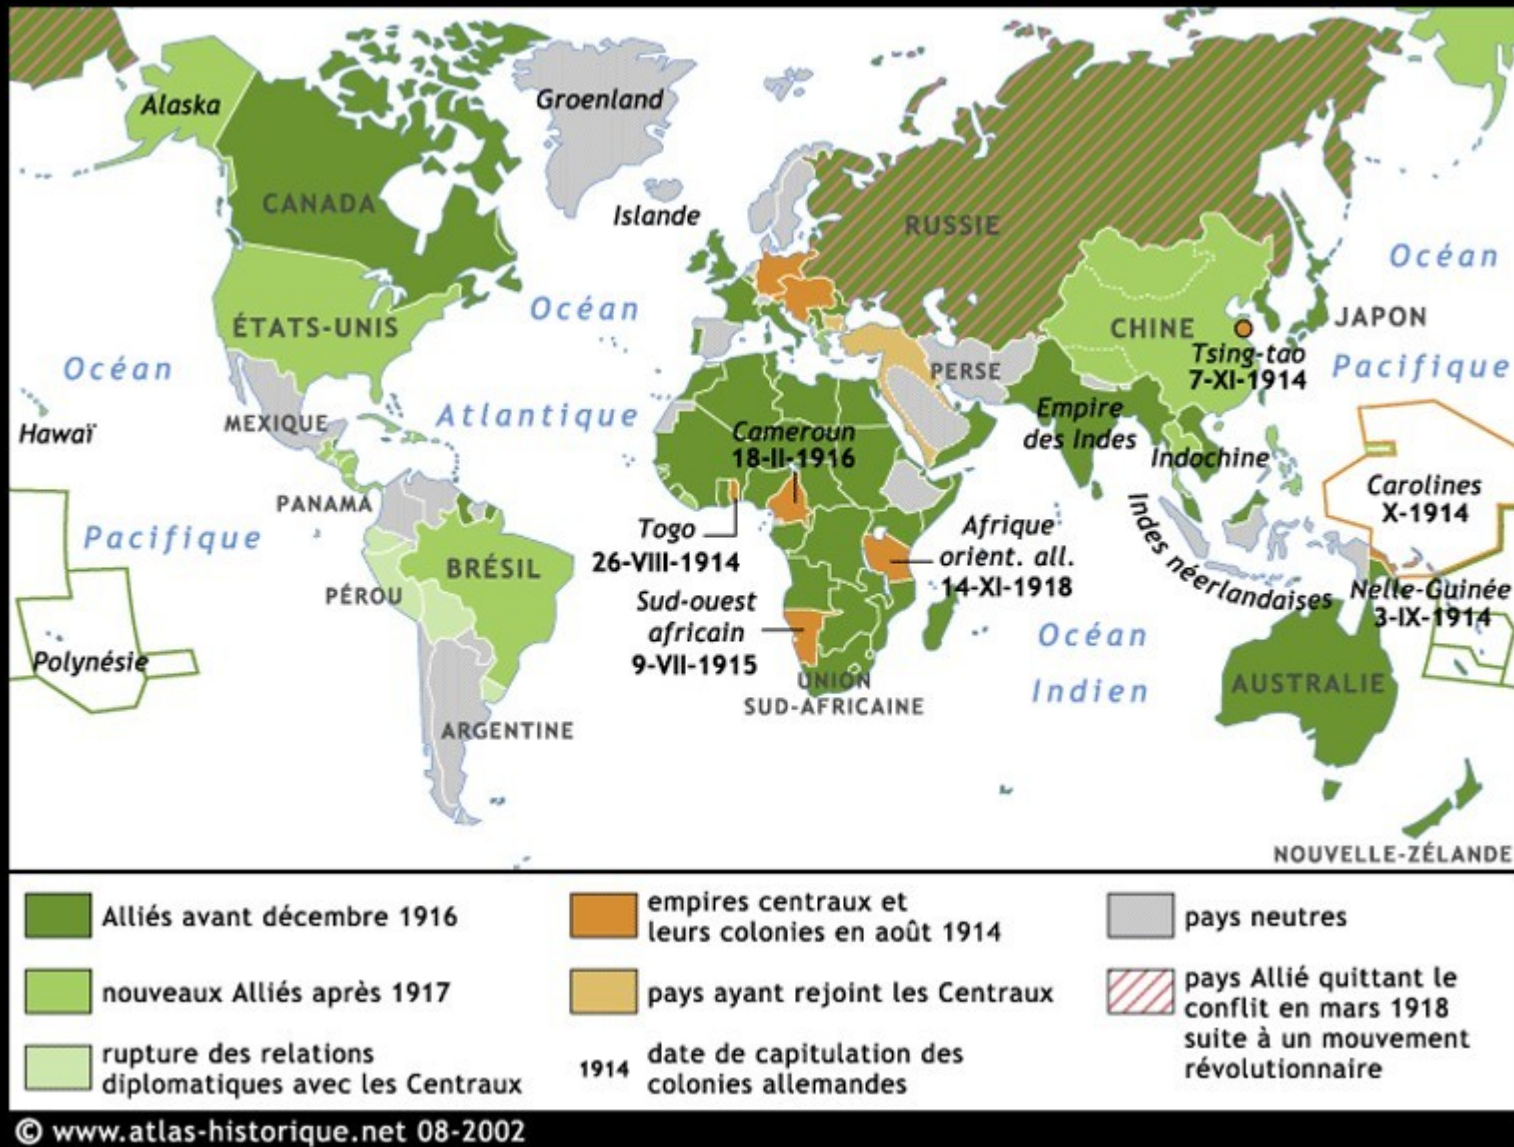 Alaska
Groenland
CANADA
Islande
RUSSIE
Océan
Océan
ÉTATS-UNIS
CHINE
JAPON
Océan
Tsing-tao
7-XI-1914
Pacifique
PERSE
Atlantique
MEXIQUE
Hawaï
Cameroun
18-II-1916
Empire
des Indes
Indochine
PANAMA
Carolines
X-1914
Pacifique
Togo
26-VIII-1914
Afrique
orient. all.
14-XI-1918
Indes néerlandaises
BRÉSIL
PÉROU
Nelle-Guinée
3-IX-1914
Sud-ouest
africain
9-VII-1915
Océan
Indien
Polynésie
UNION
SUD-AFRICAINE
AUSTRALIE
ARGENTINE
NOUVELLE-ZÉLANDE
Alliés avant décembre 1916
nouveaux Alliés après 1917
rupture des relations
diplomatiques avec les Centraux
empires centraux et
leurs colonies en août 1914
pays ayant rejoint les Centraux
1914
date de capitulation des
colonies allemandes
pays neutres
pays Allié quittant le
conflit en mars 1918
suite à un mouvement
révolutionnaire
© www.atlas-historique.net 08-2002